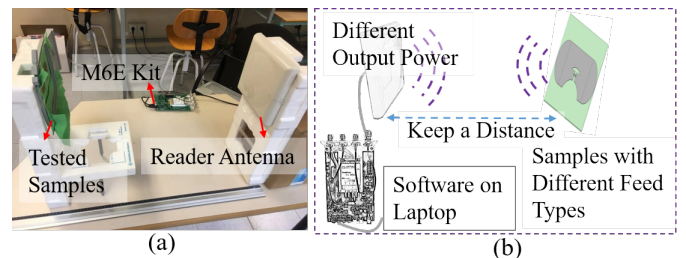 M6E Kit
Tested
Samples
Reader Antenna
(a)
Different
Output Power
Keep a Distance
Software on
Laptop
Samples with
Different Feed
Types
(b)